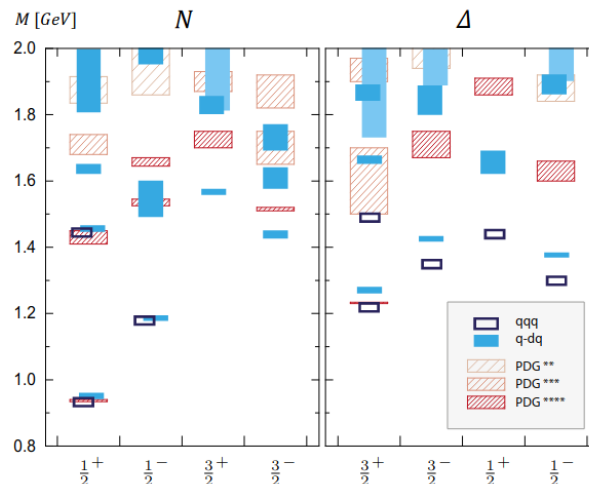 M [GeV] N Δ
2.0
1.8
1.6
1.4
1.2
1.0
0.8
qqq
q-dq
PDG **
PDG ***
PDG ****
1/2+ 1/2− 3/2+ 3/2− 3/2+ 3/2− 1/2+ 1/2−